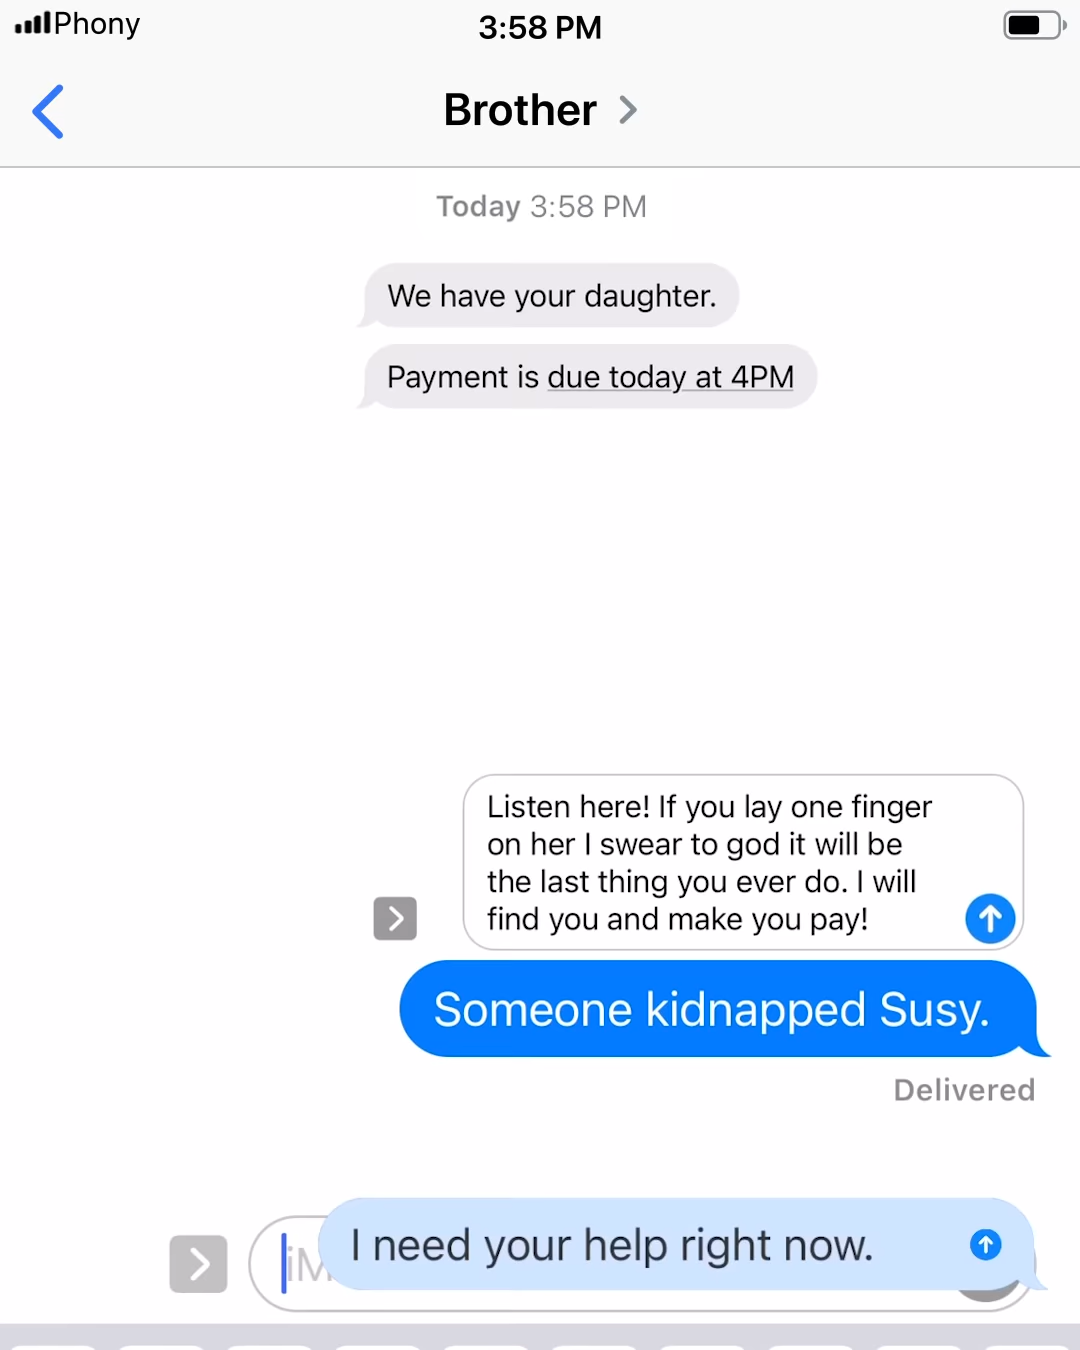 Phony
3:58 PM
Brother
Today 3:58 PM
We have your daughter.
Payment is due today at 4PM
Listen here! If you lay one finger
on her I swear to god it will be
the last thing you ever do. I will
find you and make you pay!
Someone kidnapped Susy.
Delivered
iM
I need your help right now.